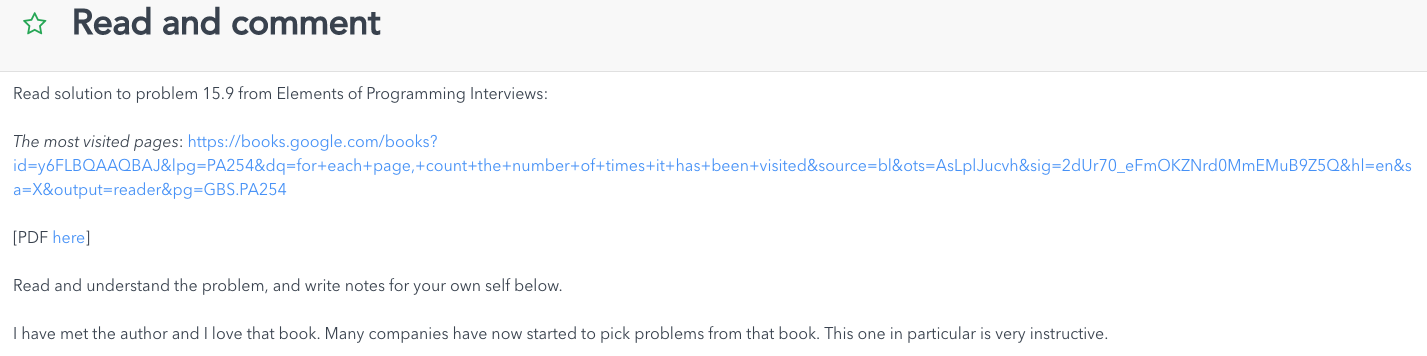 Read and comment
Read solution to problem 15.9 from Elements of Programming Interviews:
The most visited pages: https://books.google.com/books?
id=y6FLBQAAQBAJ&lpg=PA254&dq=for+each+page,+count+the+number+of+times+it+has+been+visited&source=bl&ots=AsLplJucvh&sig=2dUr70_eFmOKZNrd0MmEMuB9Z5Q&hl=en&s
a=X&output=reader&pg=GBS.PA254
[PDF here]
Read and understand the problem, and write notes for your own self below.
I have met the author and I love that book. Many companies have now started to pick problems from that book. This one in particular is very instructive.